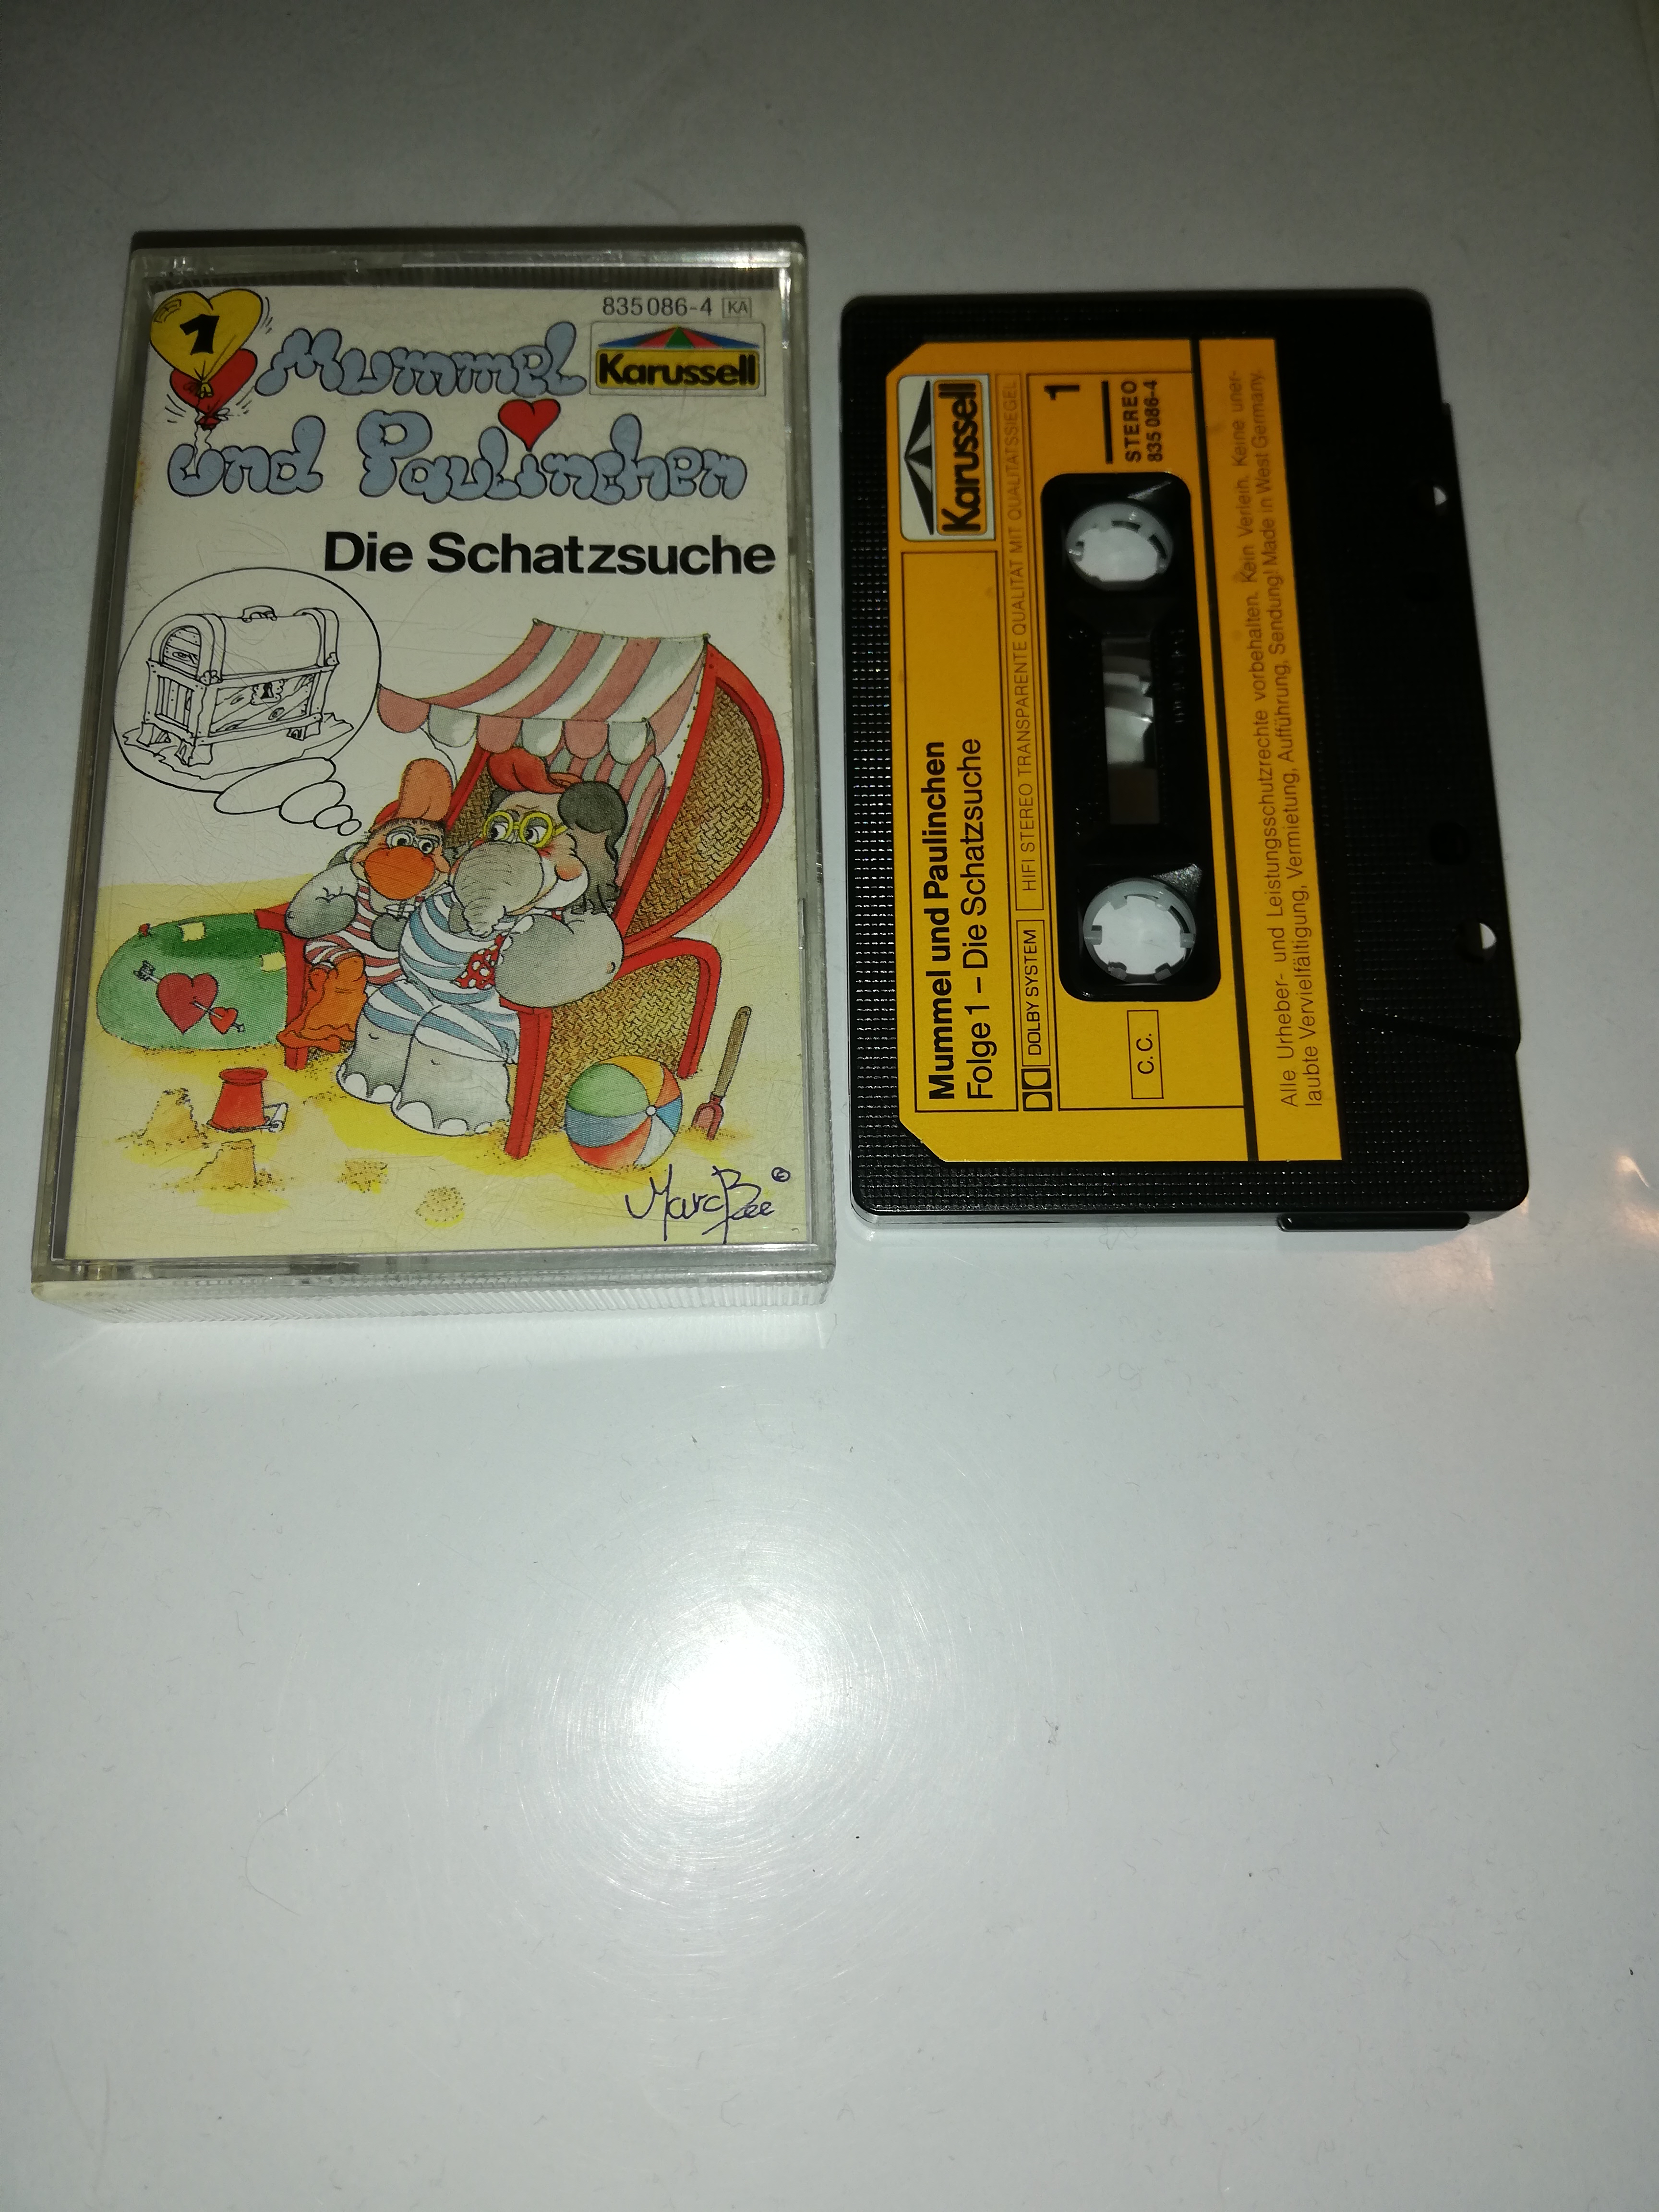 1
835 086-4 KA
Mummel
Karussell
und Paulinchen
Die Schatzsuche
MarcBee ©
Karussell
Mummel und Paulinchen
Folge 1 – Die Schatzsuche
DOLBY SYSTEM HIFI STEREO TRANSPARENTE QUALITÄT MIT QUALITÄTSSIEGEL
1
STEREO
835 086-4
C.C.
Alle Urheber- und Leistungsschutzrechte vorbehalten. Kein Verleih. Keine uner-
laubte Vervielfältigung, Vermietung, Aufführung, Sendung! Made in West Germany.